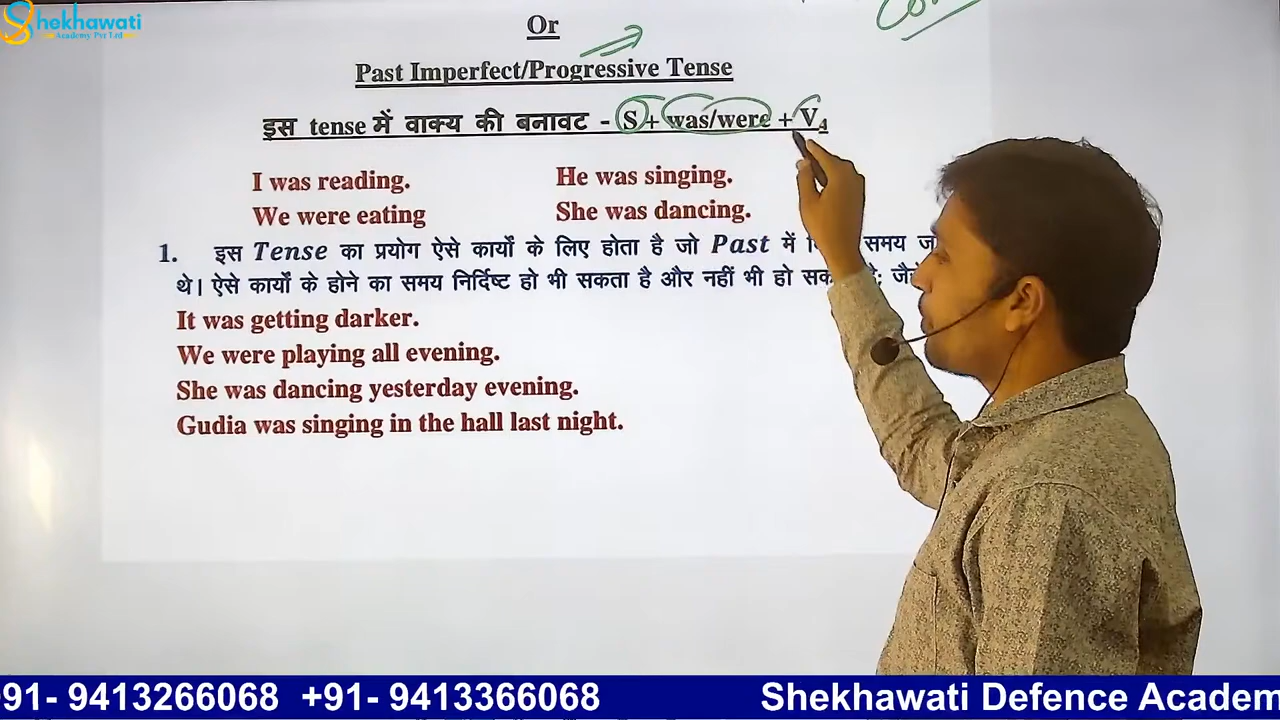 Shekhawati
Academy Pvt Ltd
Or
Past Imperfect/Progressive Tense
इस tense में वाक्य की बनावट - S + was/were + V4
I was reading. He was singing.
We were eating She was dancing.
1. इस Tense का प्रयोग ऐसे कार्यों के लिए होता है जो Past में समय
थे। ऐसे कार्यों के होने का समय निर्दिष्ट हो भी सकता है और नहीं भी हो
It was getting darker.
We were playing all evening.
She was dancing yesterday evening.
Gudia was singing in the hall last night.
91- 9413266068 +91- 9413366068 Shekhawati Defence Academ